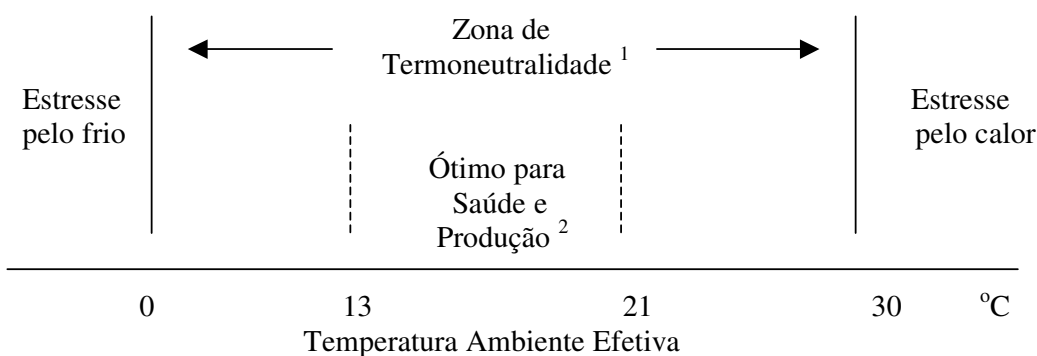 Zona de
Termoneutralidade 1
Estresse
pelo frio
Estresse
pelo calor
Ótimo para
Saúde e
Produção 2
0 13 21 30 ºC
Temperatura Ambiente Efetiva